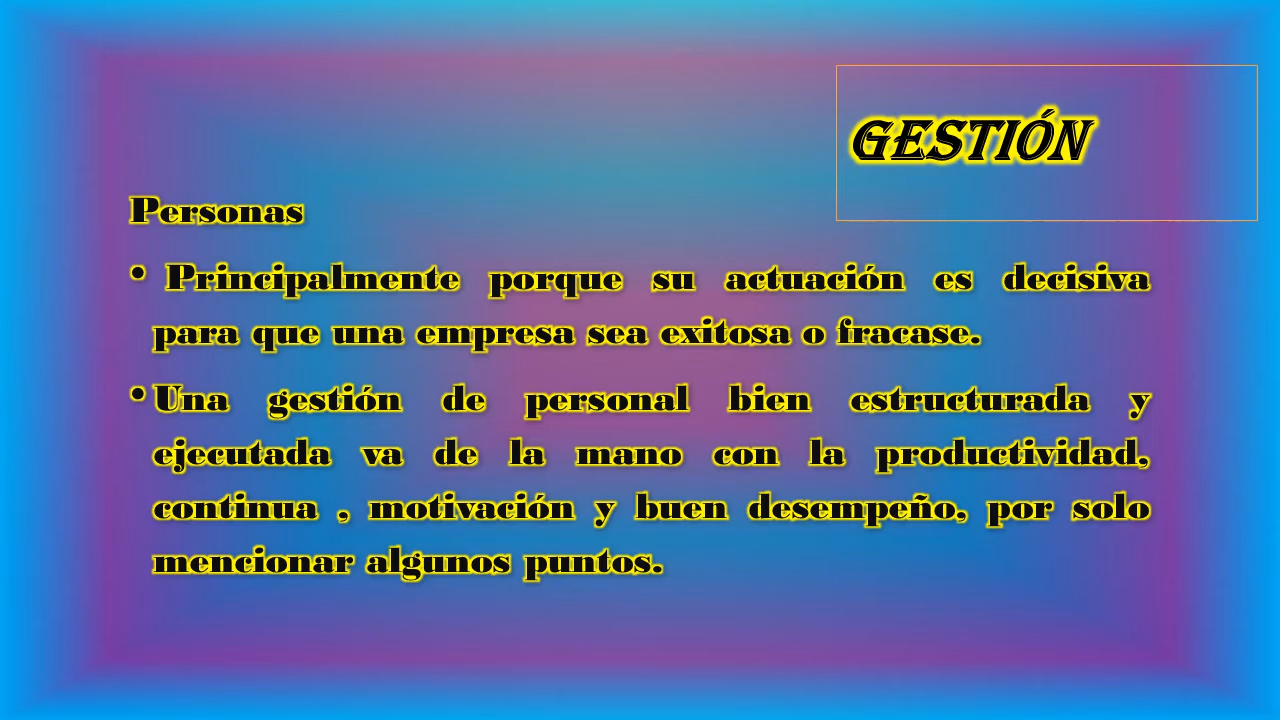 GESTIÓN
Personas
• Principalmente porque su actuación es decisiva
para que una empresa sea exitosa o fracase.
• Una gestión de personal bien estructurada y
ejecutada va de la mano con la productividad,
continua , motivación y buen desempeño, por solo
mencionar algunos puntos.